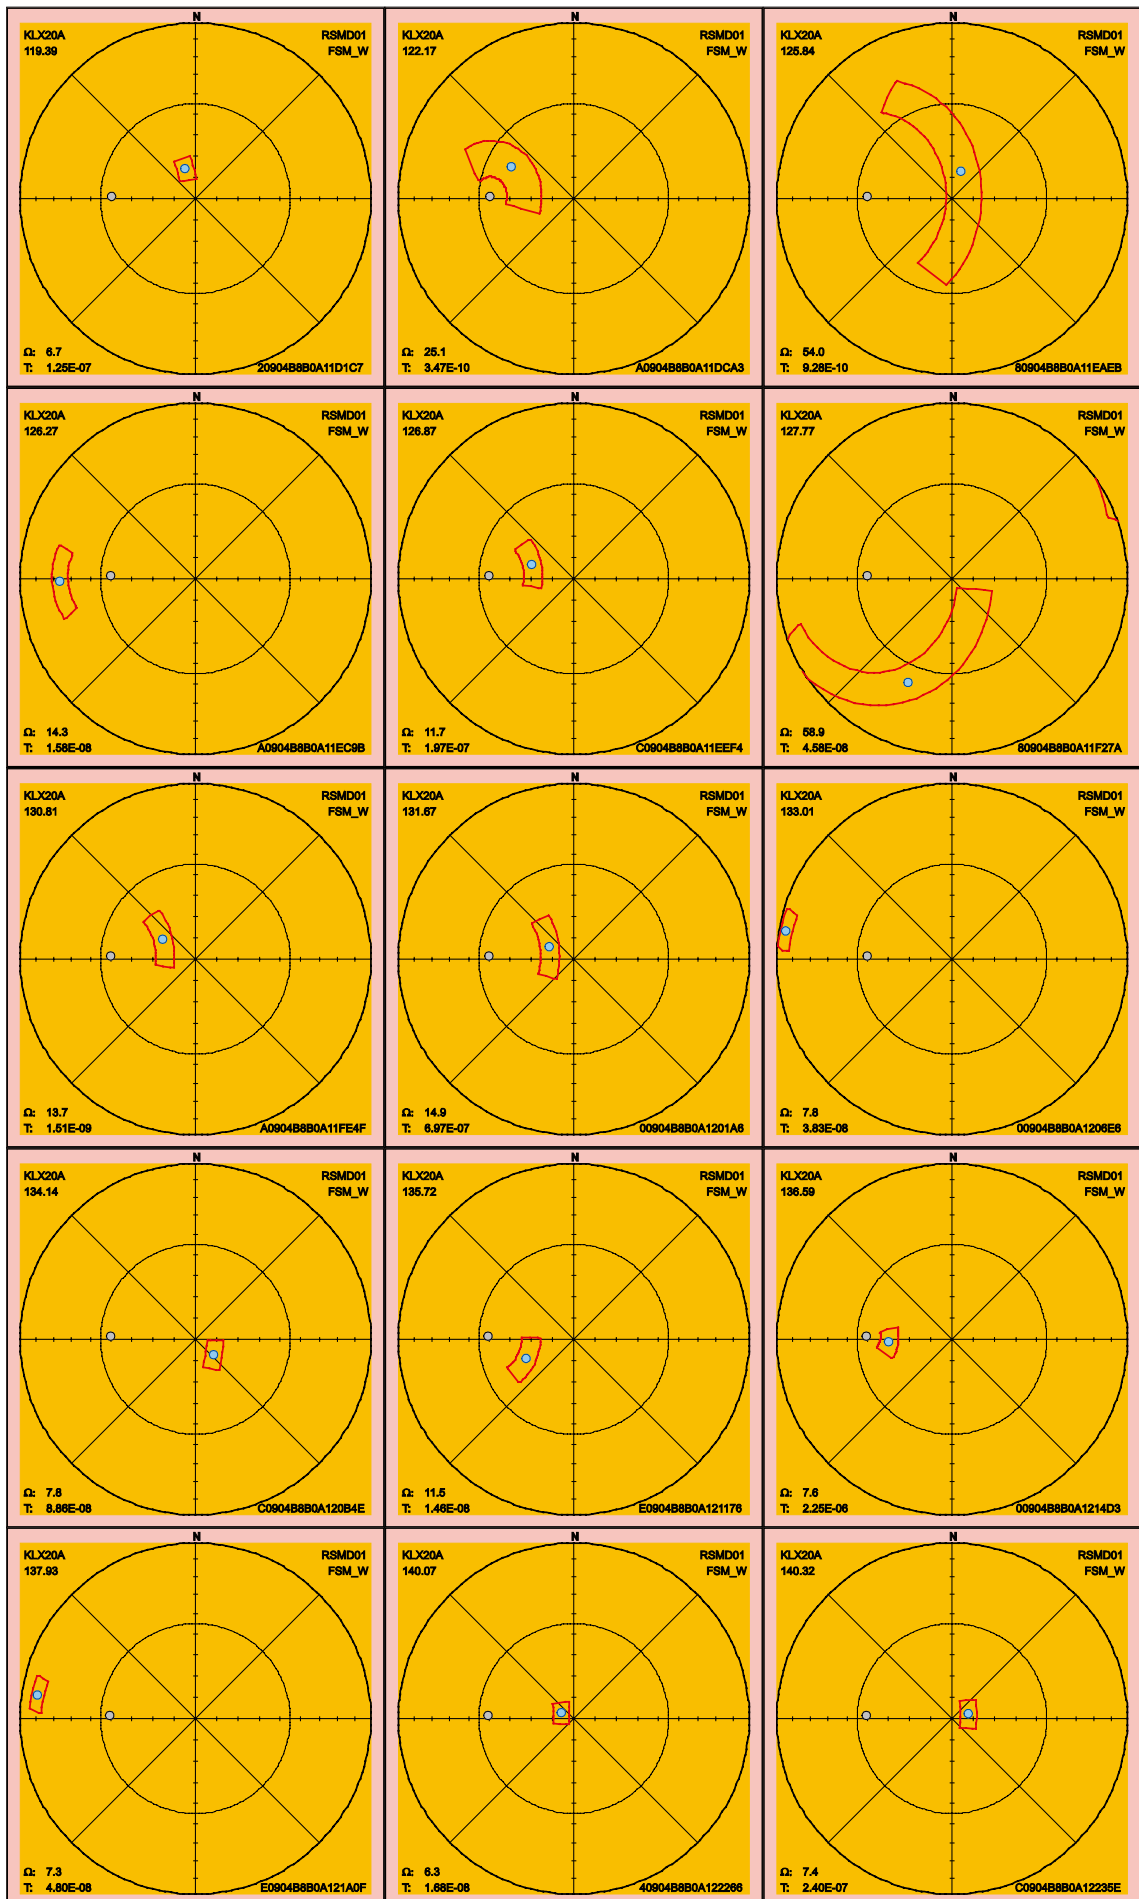 N
KLX20A RSMD01
119.39 FSM_W
Ω: 6.7
T: 1.25E-07 20904B8B0A11D1C7
N
KLX20A RSMD01
122.17 FSM_W
Ω: 25.1
T: 3.47E-10 A0904B8B0A11DCA3
N
KLX20A RSMD01
125.84 FSM_W
Ω: 54.0
T: 9.28E-10 80904B8B0A11EAEB
N
KLX20A RSMD01
126.27 FSM_W
Ω: 14.3
T: 1.58E-08 A0904B8B0A11EC9B
N
KLX20A RSMD01
126.87 FSM_W
Ω: 11.7
T: 1.97E-07 C0904B8B0A11EEF4
N
KLX20A RSMD01
127.77 FSM_W
Ω: 58.9
T: 4.58E-08 80904B8B0A11F27A
N
KLX20A RSMD01
130.81 FSM_W
Ω: 13.7
T: 1.51E-09 A0904B8B0A11FE4F
N
KLX20A RSMD01
131.67 FSM_W
Ω: 14.9
T: 6.97E-07 00904B8B0A1201A6
N
KLX20A RSMD01
133.01 FSM_W
Ω: 7.8
T: 3.83E-08 00904B8B0A1206E6
N
KLX20A RSMD01
134.14 FSM_W
Ω: 7.8
T: 8.86E-08 C0904B8B0A120B4E
N
KLX20A RSMD01
135.72 FSM_W
Ω: 11.5
T: 1.46E-08 E0904B8B0A121176
N
KLX20A RSMD01
136.59 FSM_W
Ω: 7.6
T: 2.25E-06 00904B8B0A1214D3
N
KLX20A RSMD01
137.93 FSM_W
Ω: 7.3
T: 4.80E-08 E0904B8B0A121A0F
N
KLX20A RSMD01
140.07 FSM_W
Ω: 6.3
T: 1.68E-08 40904B8B0A122266
N
KLX20A RSMD01
140.32 FSM_W
Ω: 7.4
T: 2.40E-07 C0904B8B0A12235E